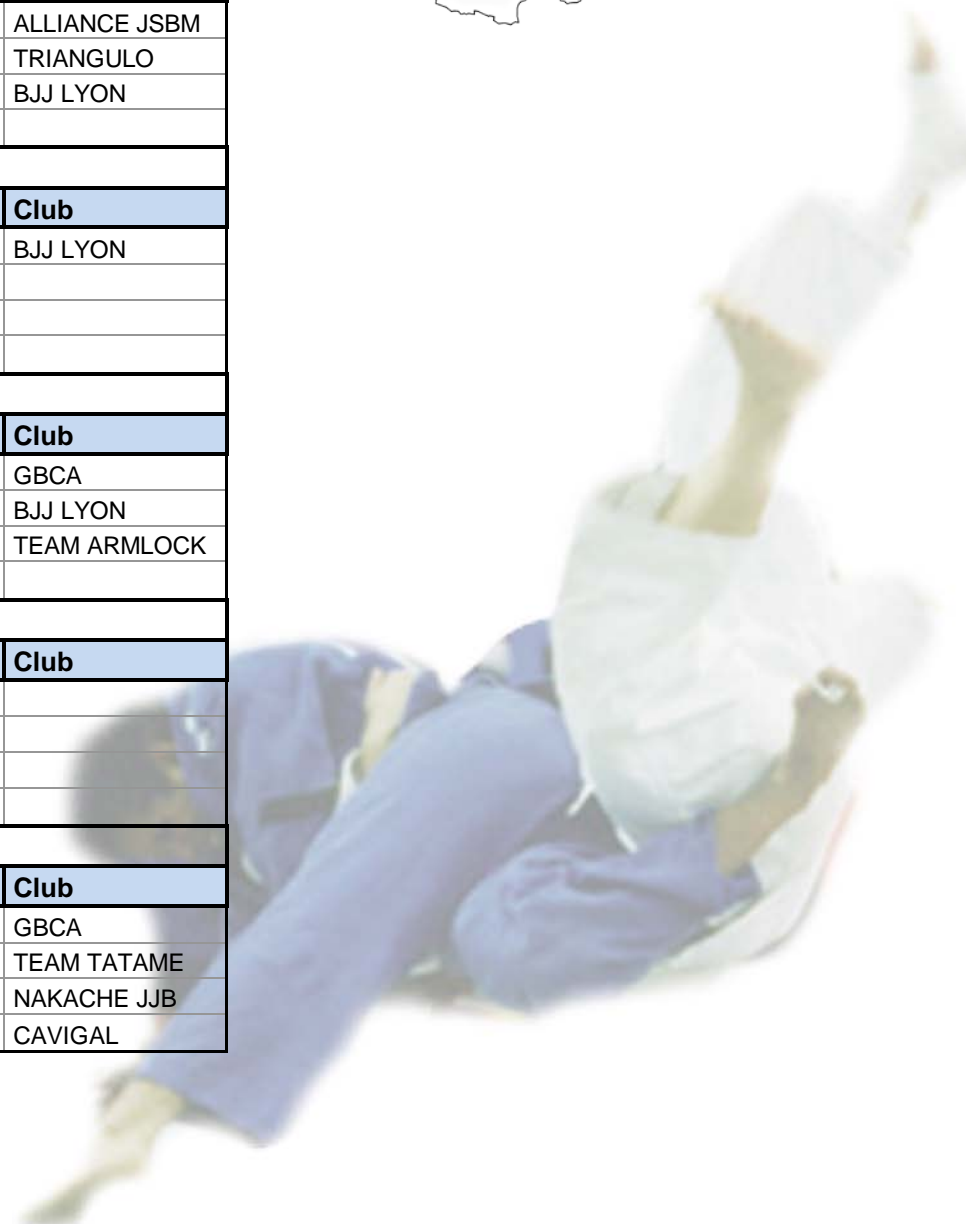 ALLIANCE JSBM
TRIANGULO
BJJ LYON
Club
BJJ LYON
Club
GBCA
BJJ LYON
TEAM ARMLOCK
Club
Club
GBCA
TEAM TATAME
NAKACHE JJB
CAVIGAL